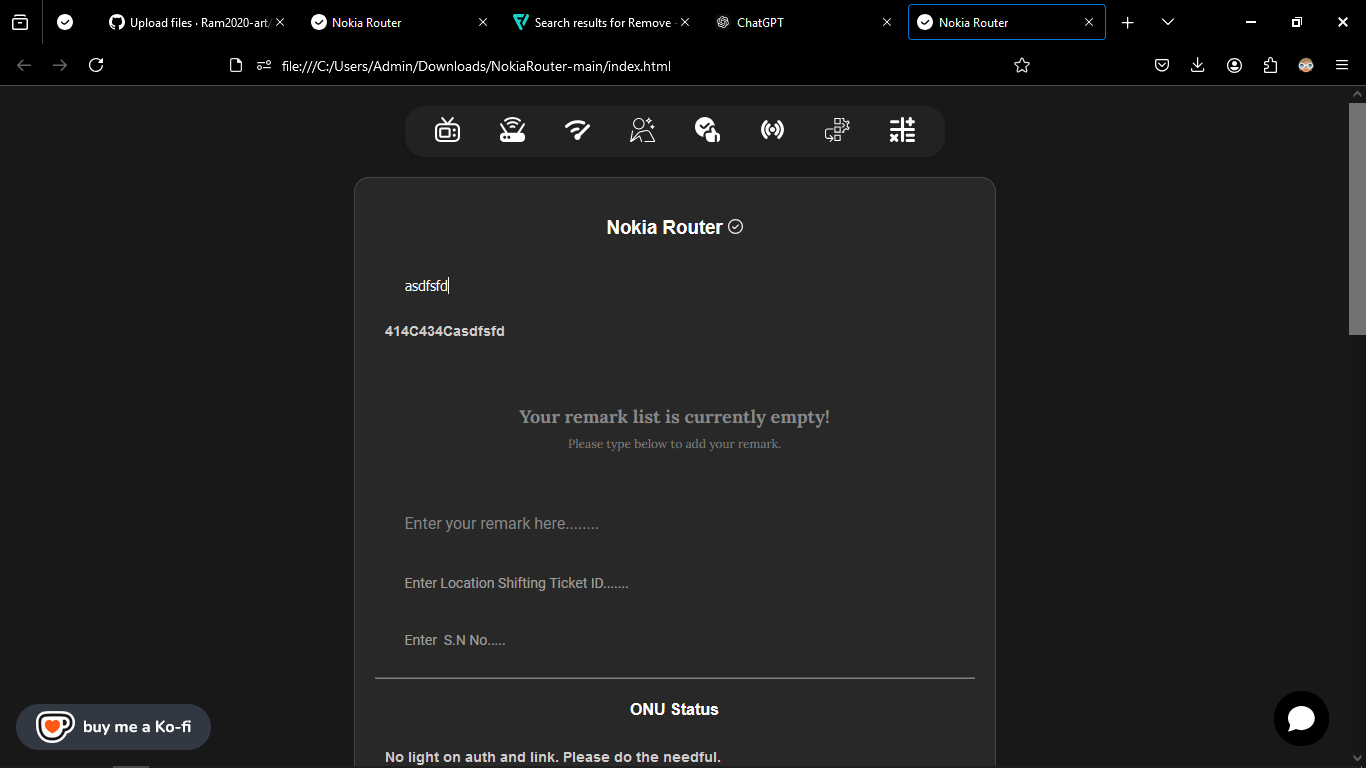 Upload files · Ram2020-art/
Nokia Router
Search results for Remove -
ChatGPT
Nokia Router
file:///C:/Users/Admin/Downloads/NokiaRouter-main/index.html
Nokia Router
asdfsfd
414C434Casdfsfd
Your remark list is currently empty!
Please type below to add your remark.
Enter your remark here........
Enter Location Shifting Ticket ID.......
Enter  S.N No.....
ONU Status
No light on auth and link. Please do the needful.
buy me a Ko-fi